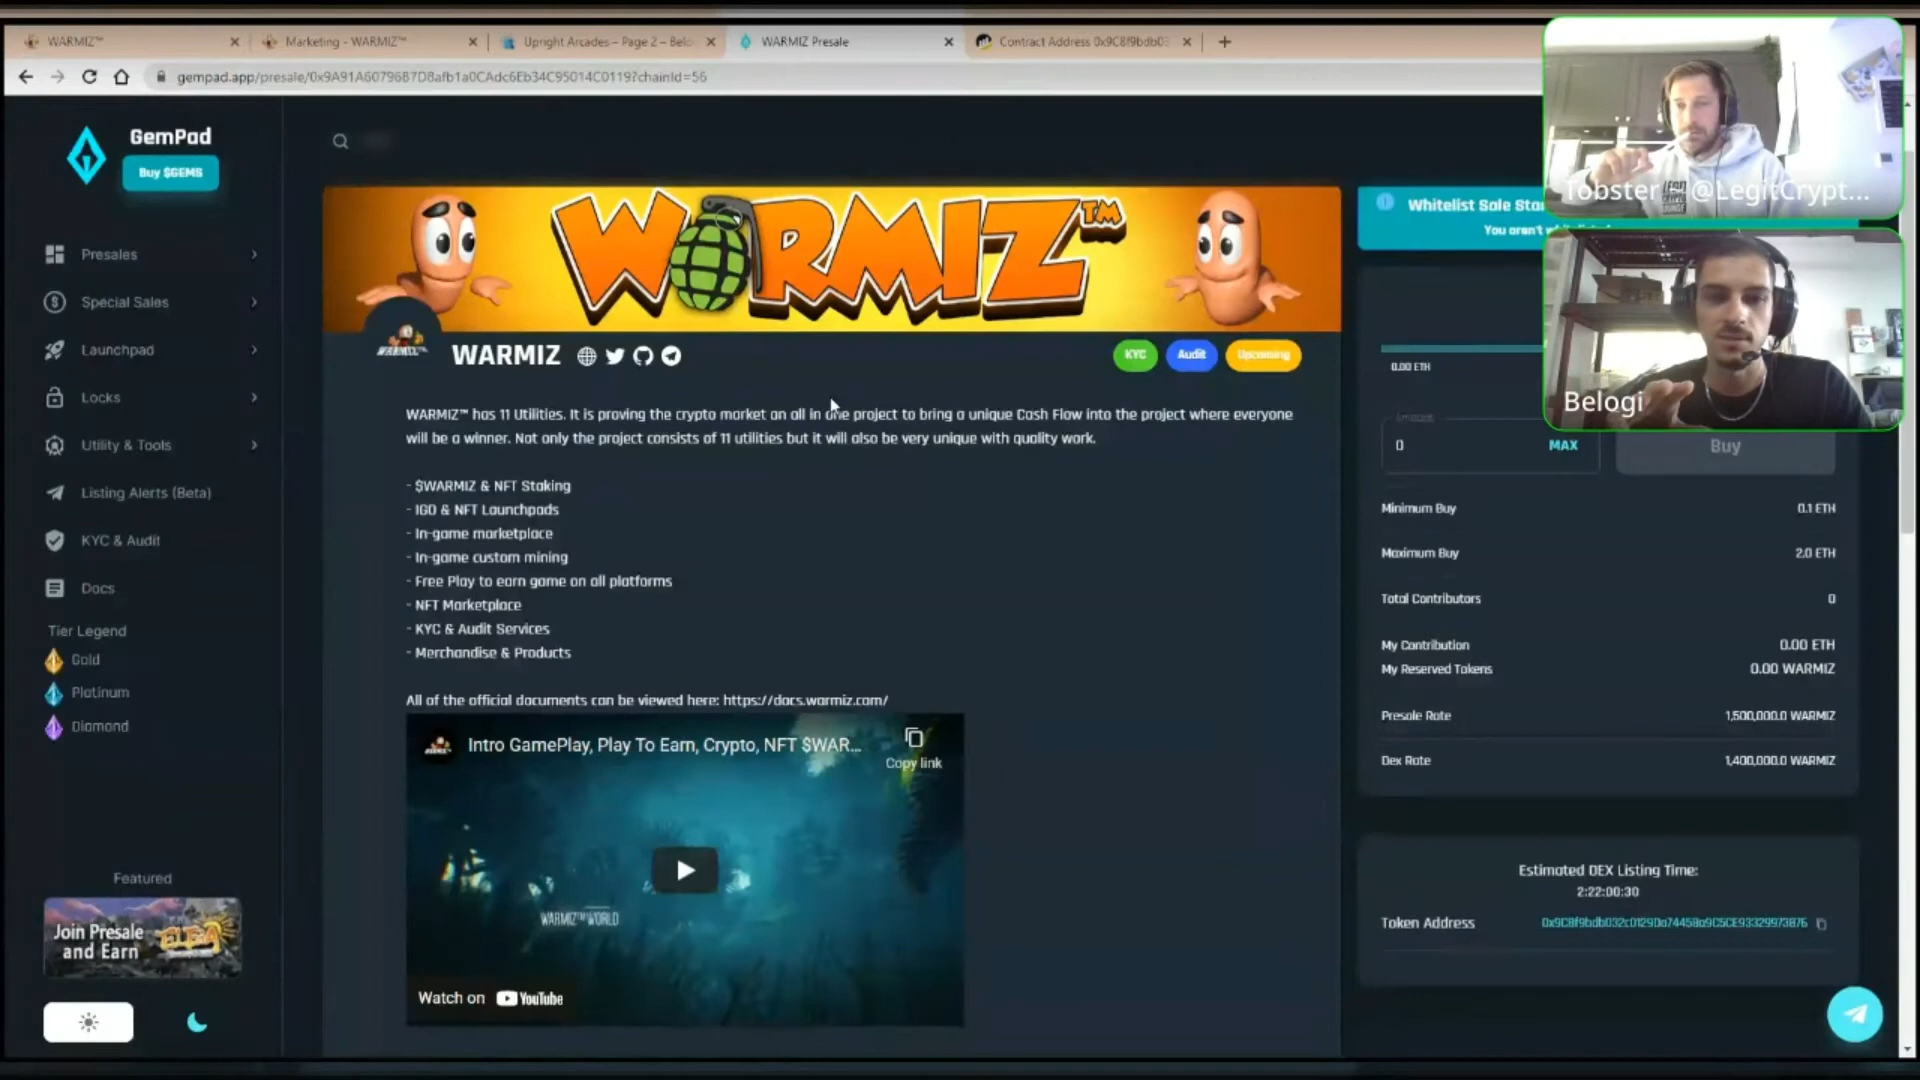 WARMIZ™
Marketing - WARMIZ™
Upright Arcades – Page 2 – Belo
WARMIZ Presale
Contract Address 0x9C8f9bdb03
gempad.app/presale/0x9A91A6079687D8afb1a0CAdc6Eb34C95014C0119?chainId=56
GemPad
Buy $GEMS
Presales
Special Sales
Launchpad
Locks
Utility & Tools
Listing Alerts (Beta)
KYC & Audit
Docs
Tier Legend
Gold
Platinum
Diamond
Featured
Join Presale
and Earn
WORMIZ™
WARMIZ
KYC
Audit
Upcoming
WARMIZ™ has 11 Utilities. It is proving the crypto market an all in one project to bring a unique Cash Flow into the project where everyone
will be a winner. Not only the project consists of 11 utilities but it will also be very unique with quality work.
- $WARMIZ & NFT Staking
- IGO & NFT Launchpads
- In-game marketplace
- In-game custom mining
- Free Play to earn game on all platforms
- NFT Marketplace
- KYC & Audit Services
- Merchandise & Products
All of the official documents can be viewed here: https://docs.warmiz.com/
Intro GamePlay, Play To Earn, Crypto, NFT $WAR...
Copy link
WARMIZ™ WORLD
Watch on YouTube
Whitelist Sale Sta
You aren't
0.00 ETH
Amount
0
MAX
Buy
Minimum Buy 0.1 ETH
Maximum Buy 2.0 ETH
Total Contributors 0
My Contribution 0.00 ETH
My Reserved Tokens 0.00 WARMIZ
Presale Rate 1,500,000.0 WARMIZ
Dex Rate 1,400,000.0 WARMIZ
Estimated DEX Listing Time:
2:22:00:30
Token Address
Tobster ~ @LegitCrypt...
Belogi